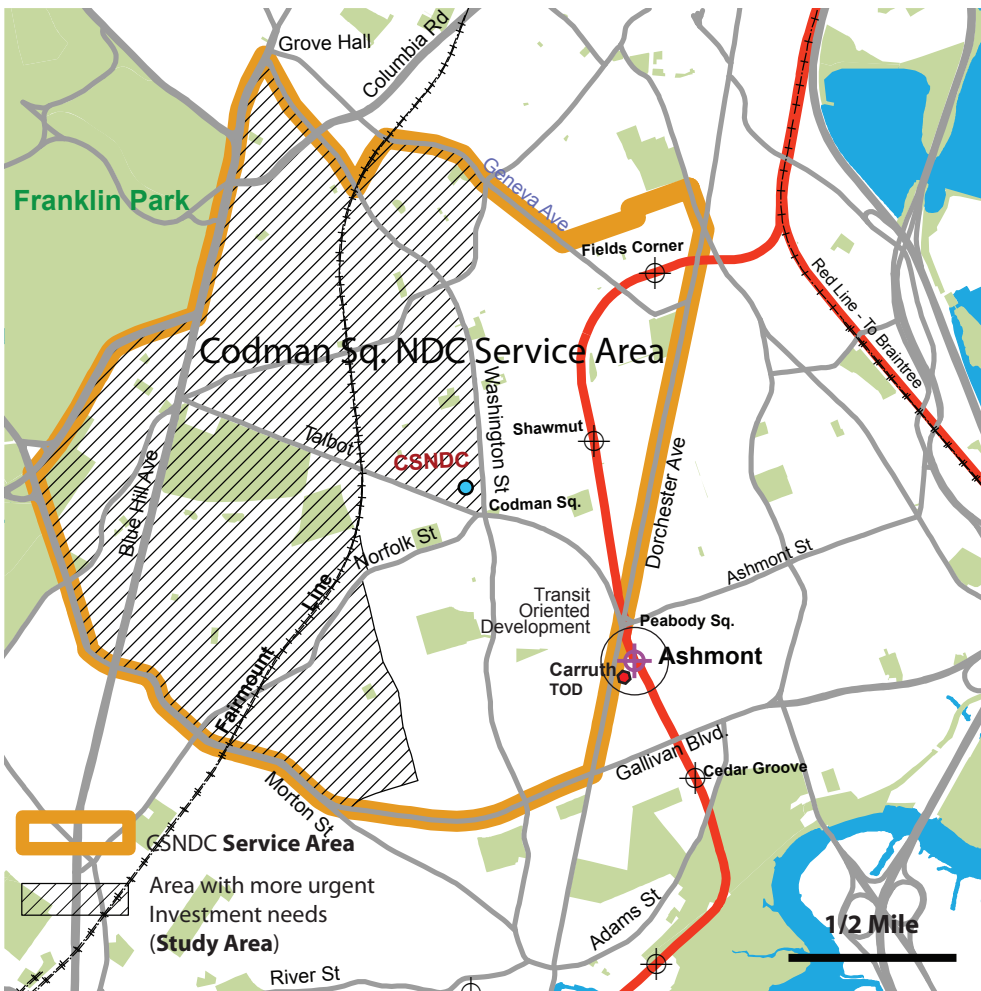 Grove Hall
Columbia Rd
Franklin Park
Geneva Ave
Fields Corner
Red Line - To Braintree
Codman Sq. NDC Service Area
Washington St
Shawmut
Talbot
CSNDC
Dorchester Ave
Blue Hill Ave
Codman Sq.
Norfolk St
Ashmont St
Line
Transit
Oriented
Development
Peabody Sq.
Ashmont
Carruth
TOD
Fairmount
Gallivan Blvd.
Cedar Groove
Morton St
CSNDC Service Area
Area with more urgent
Investment needs
(Study Area)
Adams St
1/2 Mile
River St